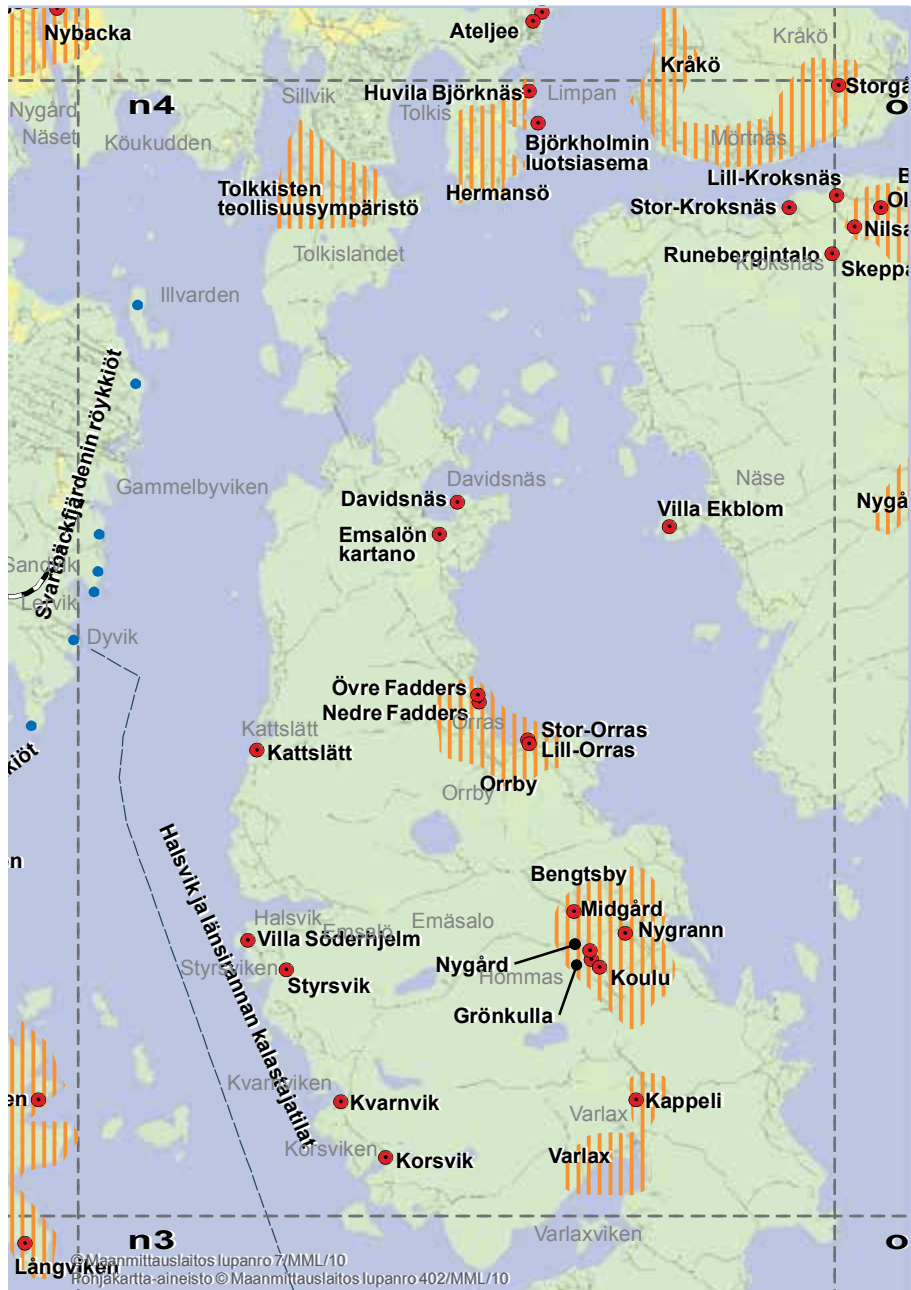 Nybacka
Ateljee
Kråkö
Kråkö
Huvila Björknäs
Limpan
Sillvik
Tolkis
n4
Nygård
Näset
Köukudden
Björkholmin
luotsiasema
Mörtnäs
Hermansö
Tolkkisten
teollisuusympäristö
Lill-Kroksnäs
Stor-Kroksnäs
Runebergintalo
Kroksnäs
Tolkislandet
Illvarden
Svartbäckfjärdenin röykkiöt
Gammelbyviken
Davidsnäs
Davidsnäs
Näse
Villa Ekblom
Emsalön
kartano
Sandvik
Lervik
Dyvik
Övre Fadders
Nedre Fadders
Orras
Stor-Orras
Lill-Orras
Kattslätt
Kattslätt
Orrby
Orrby
Halsvik ja länsirannan kalastajatilat
Bengtsby
Midgård
Nygrann
Halsvik
Emsalö
Emäsalo
Villa Söderhjelm
Nygård
Hommas
Koulu
Styrsviken
Styrsvik
Grönkulla
Kvarnviken
Kvarnvik
Kappeli
Varlax
Korsviken
Korsvik
Varlax
n3
Varlaxviken
Långviken
© Maanmittauslaitos lupanro 7/MML/10
Pohjakartta-aineisto © Maanmittauslaitos lupanro 402/MML/10